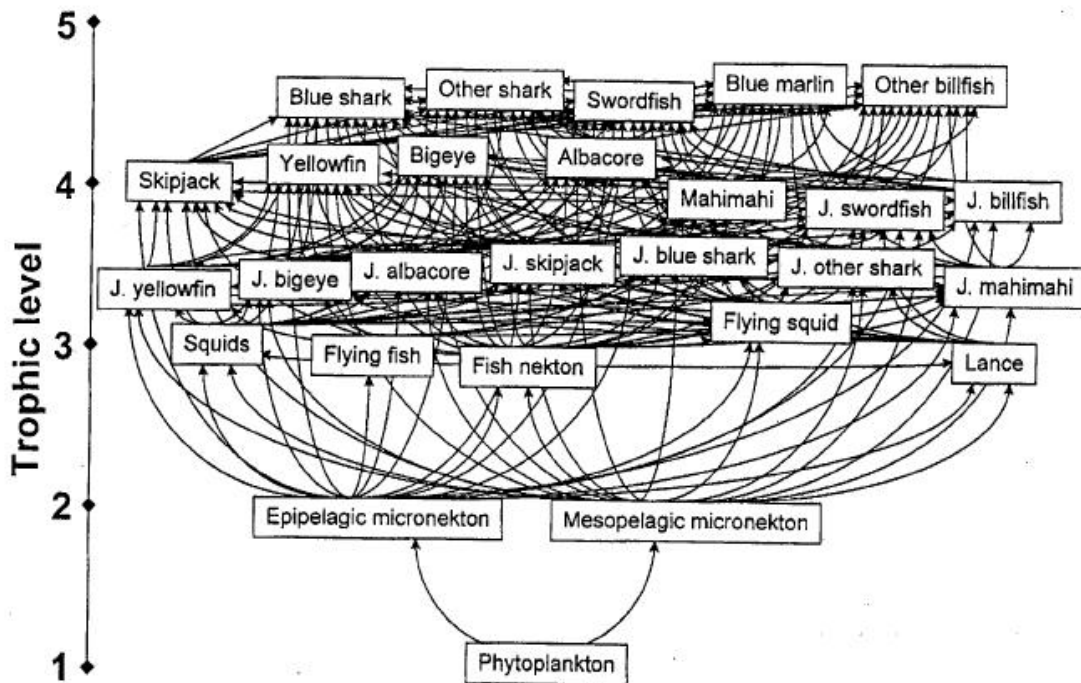 5
Blue shark
Other shark
Swordfish
Blue marlin
Other billfish
4
Skipjack
Yellowfin
Bigeye
Albacore
Mahimahi
J. swordfish
J. billfish
J. yellowfin
J. bigeye
J. albacore
J. skipjack
J. blue shark
J. other shark
J. mahimahi
3
Squids
Flying fish
Fish nekton
Flying squid
Lance
2
Epipelagic micronekton
Mesopelagic micronekton
1
Phytoplankton
Trophic level